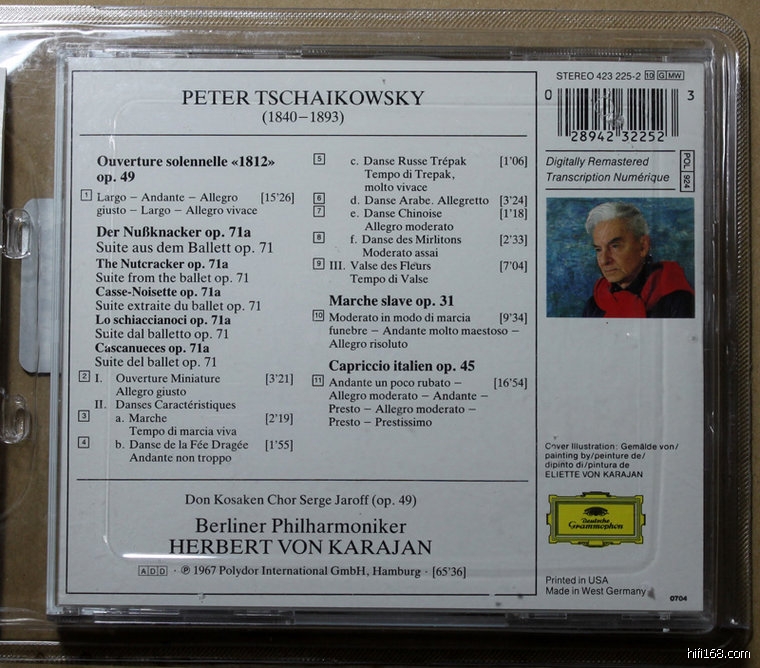 PETER TSCHAIKOWSKY
(1840–1893)
Ouverture solennelle «1812»
op. 49
1 Largo – Andante – Allegro [15'26]
giusto – Largo – Allegro vivace
Der Nußknacker op. 71a
Suite aus dem Ballett op. 71
The Nutcracker op. 71a
Suite from the ballet op. 71
Casse-Noisette op. 71a
Suite extraite du ballet op. 71
Lo schiaccianoci op. 71a
Suite dal balletto op. 71
Cascanueces op. 71a
Suite del ballet op. 71
2 I. Ouverture Miniature [3'21]
Allegro giusto
II. Danses Caractéristiques
3 a. Marche [2'19]
Tempo di marcia viva
4 b. Danse de la Fée Dragée [1'55]
Andante non troppo
5 c. Danse Russe Trépak [1'06]
Tempo di Trepak,
molto vivace
6 d. Danse Arabe. Allegretto [3'24]
7 e. Danse Chinoise [1'18]
Allegro moderato
8 f. Danse des Mirlitons [2'33]
Moderato assai
9 III. Valse des Fleurs [7'04]
Tempo di Valse
Marche slave op. 31
10 Moderato in modo di marcia [9'34]
funebre – Andante molto maestoso –
Allegro risoluto
Capriccio italien op. 45
11 Andante un poco rubato – [16'54]
Allegro moderato – Andante –
Presto – Allegro moderato –
Presto – Prestissimo
Don Kosaken Chor Serge Jaroff (op. 49)
Berliner Philharmoniker
HERBERT VON KARAJAN
ADD · ℗ 1967 Polydor International GmbH, Hamburg · [65'36]
STEREO 423 225-2 10 G MW
0 28942 32252 3
Digitally Remastered
Transcription Numérique
POL 924
Cover Illustration: Gemälde von/
painting by/peinture de/
dipinto di/pintura de
ELIETTE VON KARAJAN
Deutsche
Grammophon
Printed in USA
Made in West Germany
0704
hifi168.com